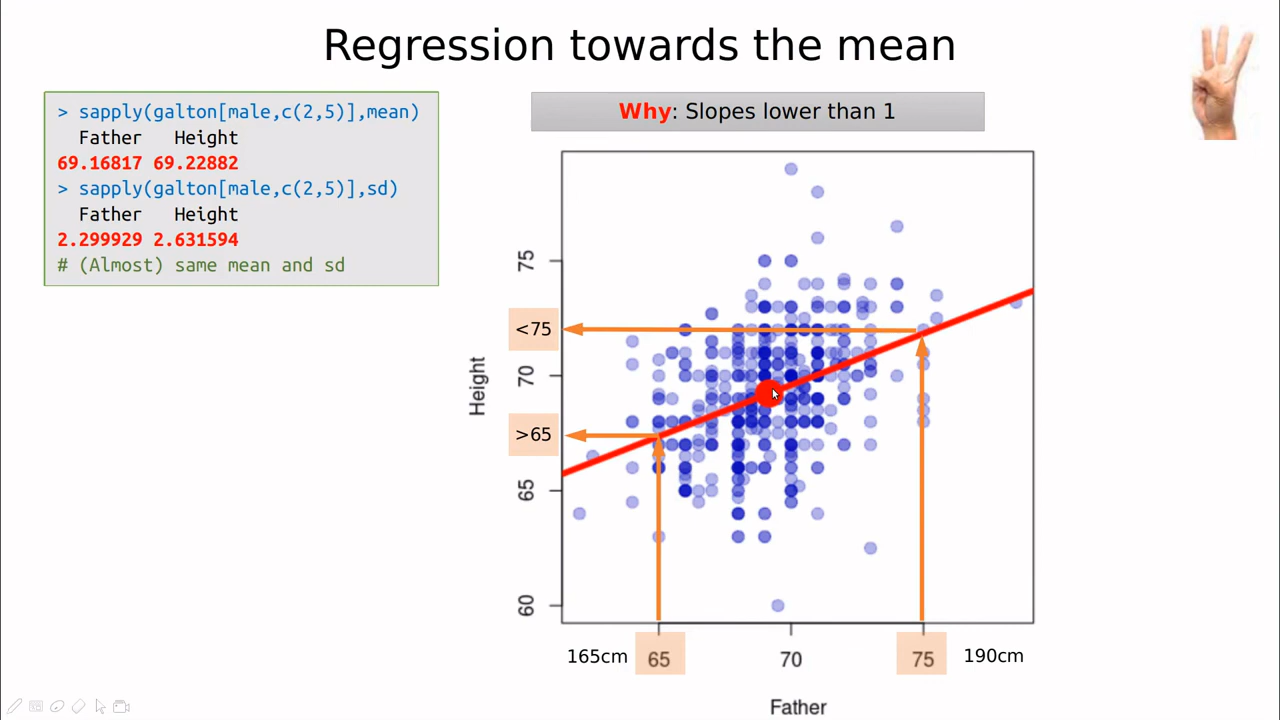 Regression towards the mean
> sapply(galton[male,c(2,5)],mean)
Father Height
69.16817 69.22882
> sapply(galton[male,c(2,5)],sd)
Father Height
2.299929 2.631594
# (Almost) same mean and sd
Why: Slopes lower than 1
75
<75
70
Height
>65
65
60
165cm 65 70 75 190cm
Father